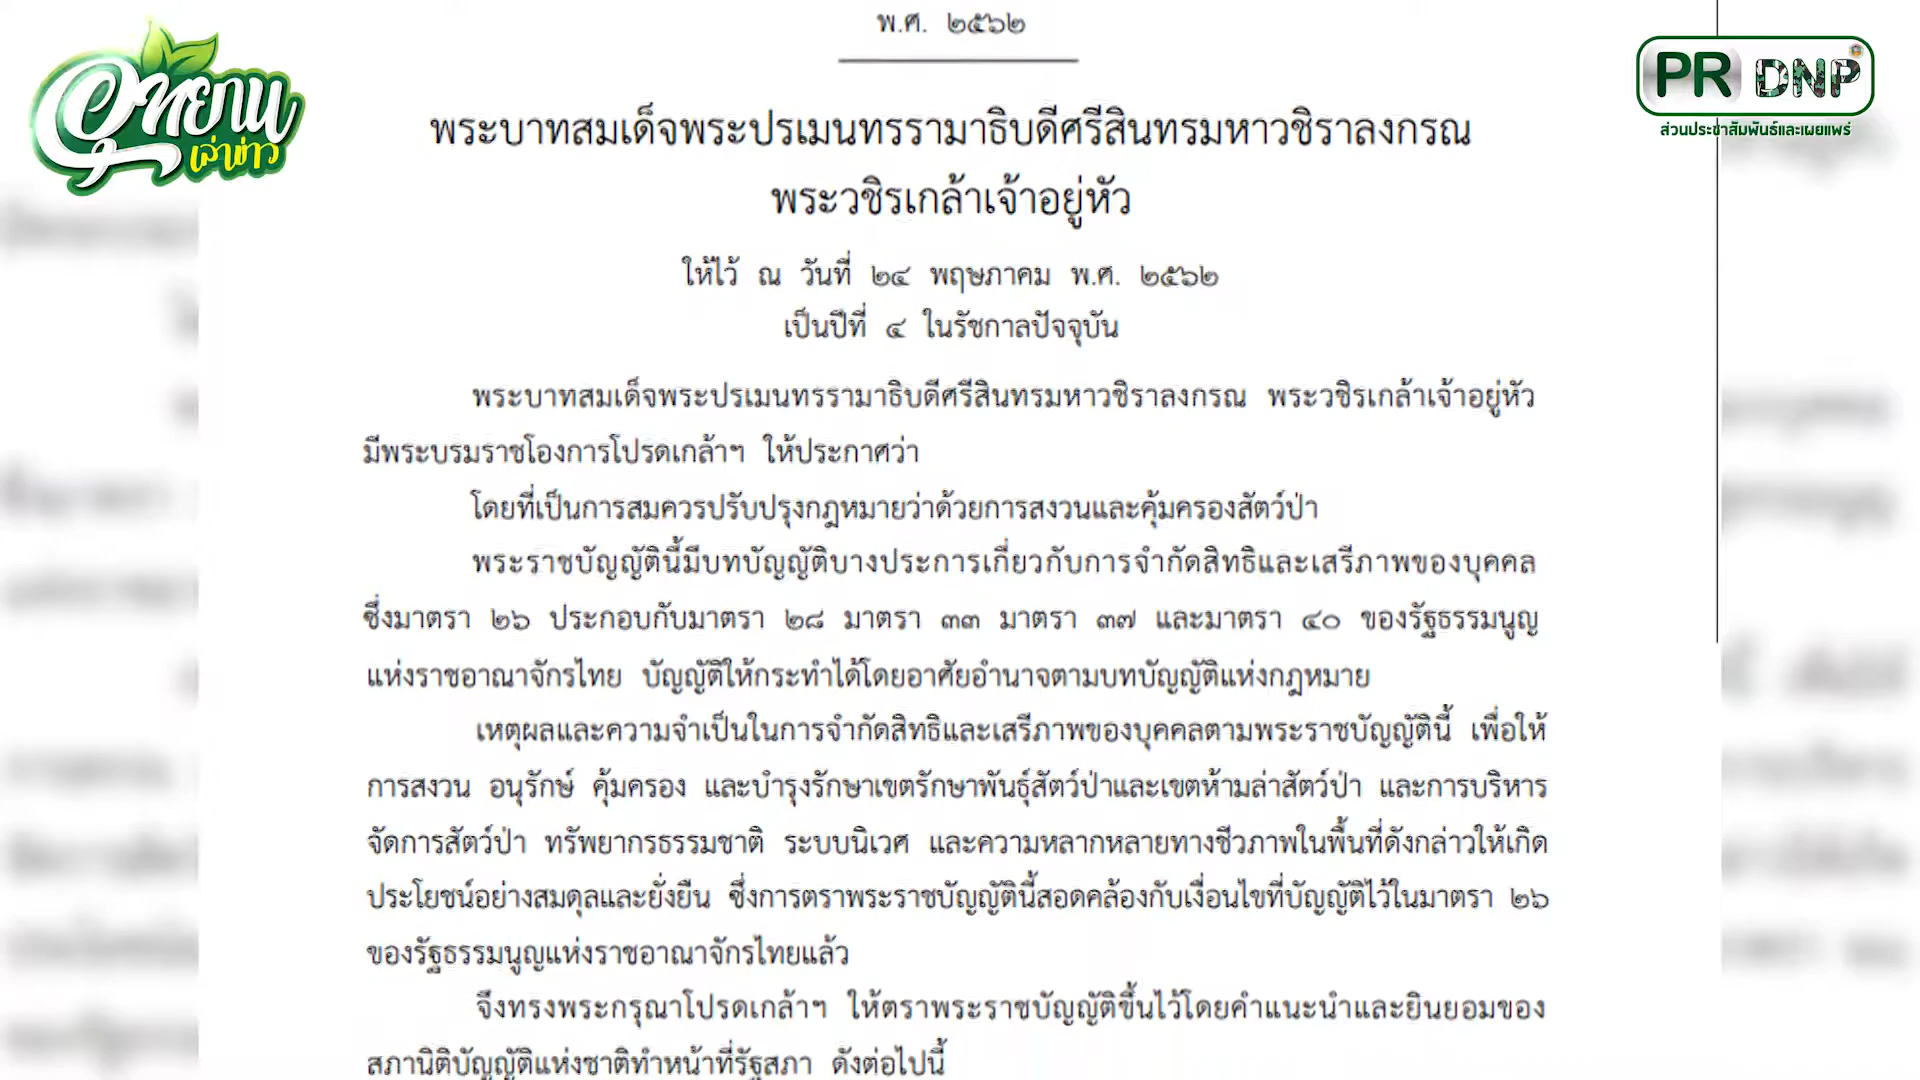 พ.ศ. ๒๕๖๒
อุทยาน
เล่าข่าว
PR DNP
ส่วนประชาสัมพันธ์และเผยแพร่
พระบาทสมเด็จพระปรเมนทรรามาธิบดีศรีสินทรมหาวชิราลงกรณ
พระวชิรเกล้าเจ้าอยู่หัว
ให้ไว้ ณ วันที่ ๒๔ พฤษภาคม พ.ศ. ๒๕๖๒
เป็นปีที่ ๔ ในรัชกาลปัจจุบัน
พระบาทสมเด็จพระปรเมนทรรามาธิบดีศรีสินทรมหาวชิราลงกรณ พระวชิรเกล้าเจ้าอยู่หัว
มีพระบรมราชโองการโปรดเกล้าฯ ให้ประกาศว่า
โดยที่เป็นการสมควรปรับปรุงกฎหมายว่าด้วยการสงวนและคุ้มครองสัตว์ป่า
พระราชบัญญัตินี้มีบทบัญญัติบางประการเกี่ยวกับการจำกัดสิทธิและเสรีภาพของบุคคล
ซึ่งมาตรา ๒๖ ประกอบกับมาตรา ๒๘ มาตรา ๓๓ มาตรา ๓๗ และมาตรา ๔๐ ของรัฐธรรมนูญ
แห่งราชอาณาจักรไทย บัญญัติให้กระทำได้โดยอาศัยอำนาจตามบทบัญญัติแห่งกฎหมาย
เหตุผลและความจำเป็นในการจำกัดสิทธิและเสรีภาพของบุคคลตามพระราชบัญญัตินี้ เพื่อให้
การสงวน อนุรักษ์ คุ้มครอง และบำรุงรักษาเขตรักษาพันธุ์สัตว์ป่าและเขตห้ามล่าสัตว์ป่า และการบริหาร
จัดการสัตว์ป่า ทรัพยากรธรรมชาติ ระบบนิเวศ และความหลากหลายทางชีวภาพในพื้นที่ดังกล่าวให้เกิด
ประโยชน์อย่างสมดุลและยั่งยืน ซึ่งการตราพระราชบัญญัตินี้สอดคล้องกับเงื่อนไขที่บัญญัติไว้ในมาตรา ๒๖
ของรัฐธรรมนูญแห่งราชอาณาจักรไทยแล้ว
จึงทรงพระกรุณาโปรดเกล้าฯ ให้ตราพระราชบัญญัติขึ้นไว้โดยคำแนะนำและยินยอมของ
สภานิติบัญญัติแห่งชาติทำหน้าที่รัฐสภา ดังต่อไปนี้